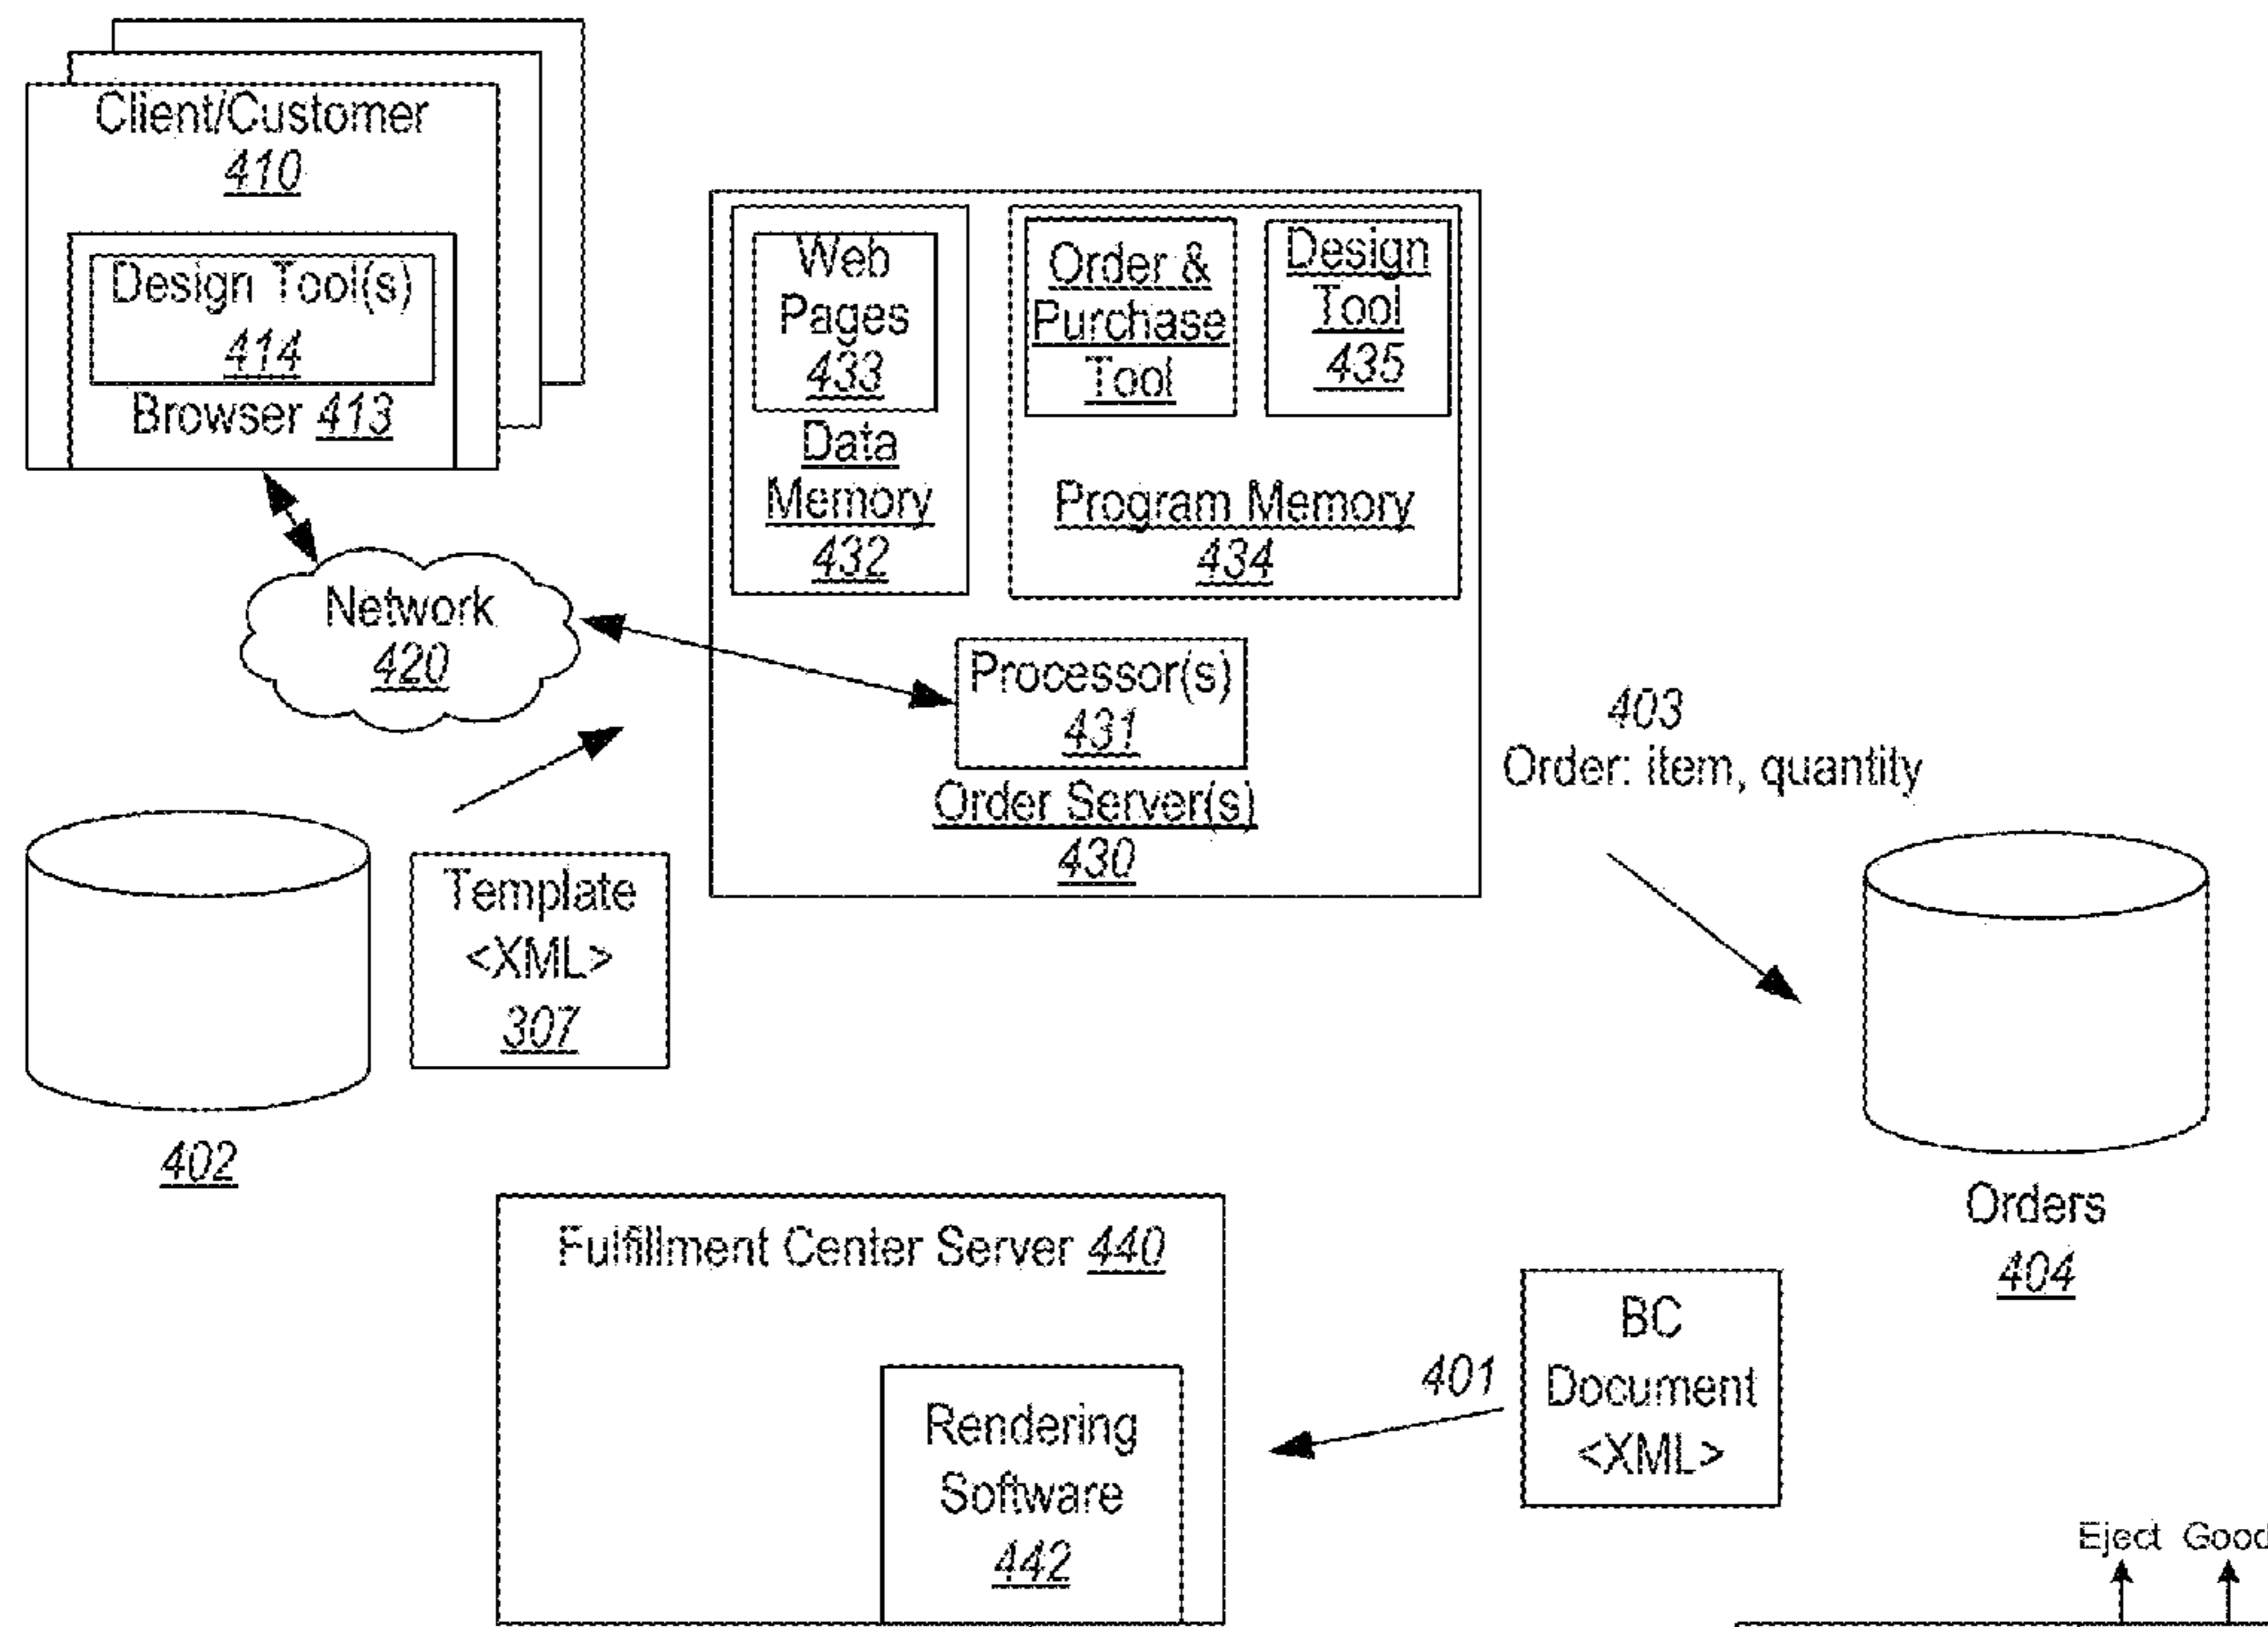 Client/Customer
410
Design Tool(s)
414
Browser 413
Web
Pages
433
Data
Memory
432
Order &
Purchase
Tool
Design
Tool
435
Program Memory
434
Network
420
Processor(s)
431
Order Server(s)
430
403
Order: item, quantity
Template
<XML>
307
402
Orders
404
Fulfillment Center Server 440
Rendering
Software
442
401
BC
Document
<XML>
Eject Good